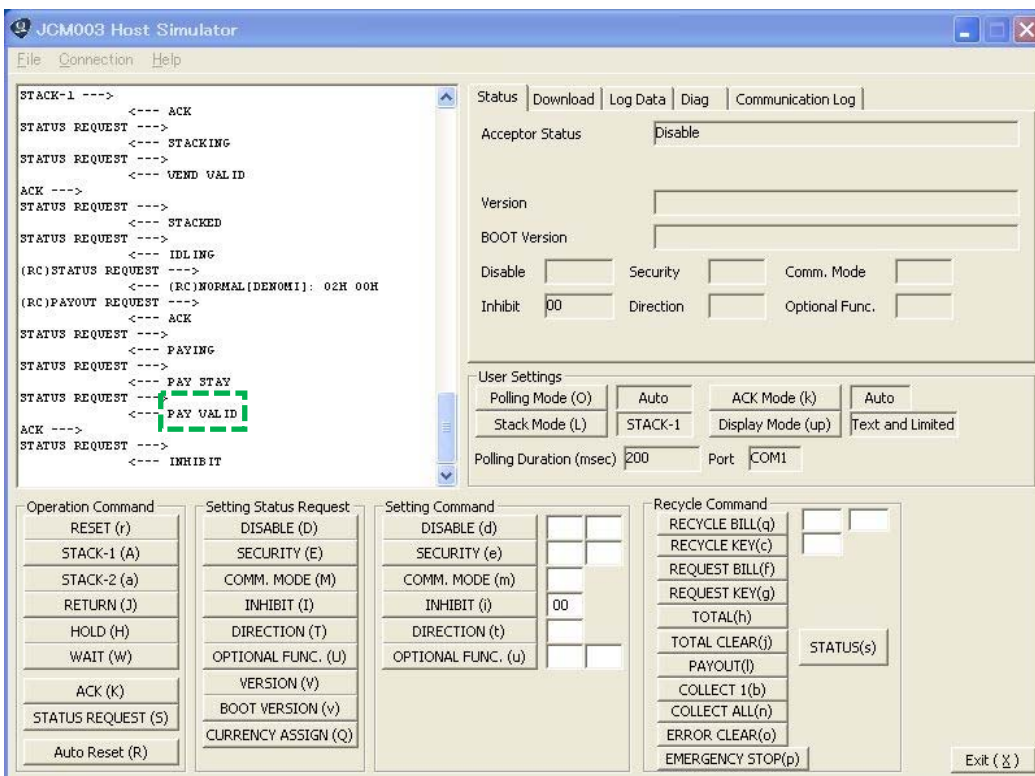 JCM003 Host Simulator
File Connection Help
STACK-1 --->
<--- ACK
STATUS REQUEST --->
<--- STACKING
STATUS REQUEST --->
<--- VEND VALID
ACK --->
STATUS REQUEST --->
<--- STACKED
STATUS REQUEST --->
<--- IDLING
(RC)STATUS REQUEST --->
<--- (RC)NORMAL[DENOMI]: 02H 00H
(RC)PAYOUT REQUEST --->
<--- ACK
STATUS REQUEST --->
<--- PAYING
STATUS REQUEST --->
<--- PAY STAY
STATUS REQUEST --->
<--- PAY VALID
ACK --->
STATUS REQUEST --->
<--- INHIBIT
Status Download Log Data Diag Communication Log
Acceptor Status Disable
Version
BOOT Version
Disable Security Comm. Mode
Inhibit 00 Direction Optional Func.
User Settings
Polling Mode (O) Auto ACK Mode (k) Auto
Stack Mode (L) STACK-1 Display Mode (up) Text and Limited
Polling Duration (msec) 200 Port COM1
Operation Command
RESET (r)
STACK-1 (A)
STACK-2 (a)
RETURN (J)
HOLD (H)
WAIT (W)
ACK (K)
STATUS REQUEST (S)
Auto Reset (R)
Setting Status Request
DISABLE (D)
SECURITY (E)
COMM. MODE (M)
INHIBIT (I)
DIRECTION (T)
OPTIONAL FUNC. (U)
VERSION (V)
BOOT VERSION (v)
CURRENCY ASSIGN (Q)
Setting Command
DISABLE (d)
SECURITY (e)
COMM. MODE (m)
INHIBIT (i) 00
DIRECTION (t)
OPTIONAL FUNC. (u)
Recycle Command
RECYCLE BILL(q)
RECYCLE KEY(c)
REQUEST BILL(f)
REQUEST KEY(g)
TOTAL(h)
TOTAL CLEAR(j)
PAYOUT(l)
COLLECT 1(b)
COLLECT ALL(n)
ERROR CLEAR(o)
EMERGENCY STOP(p)
STATUS(s)
Exit ( X )